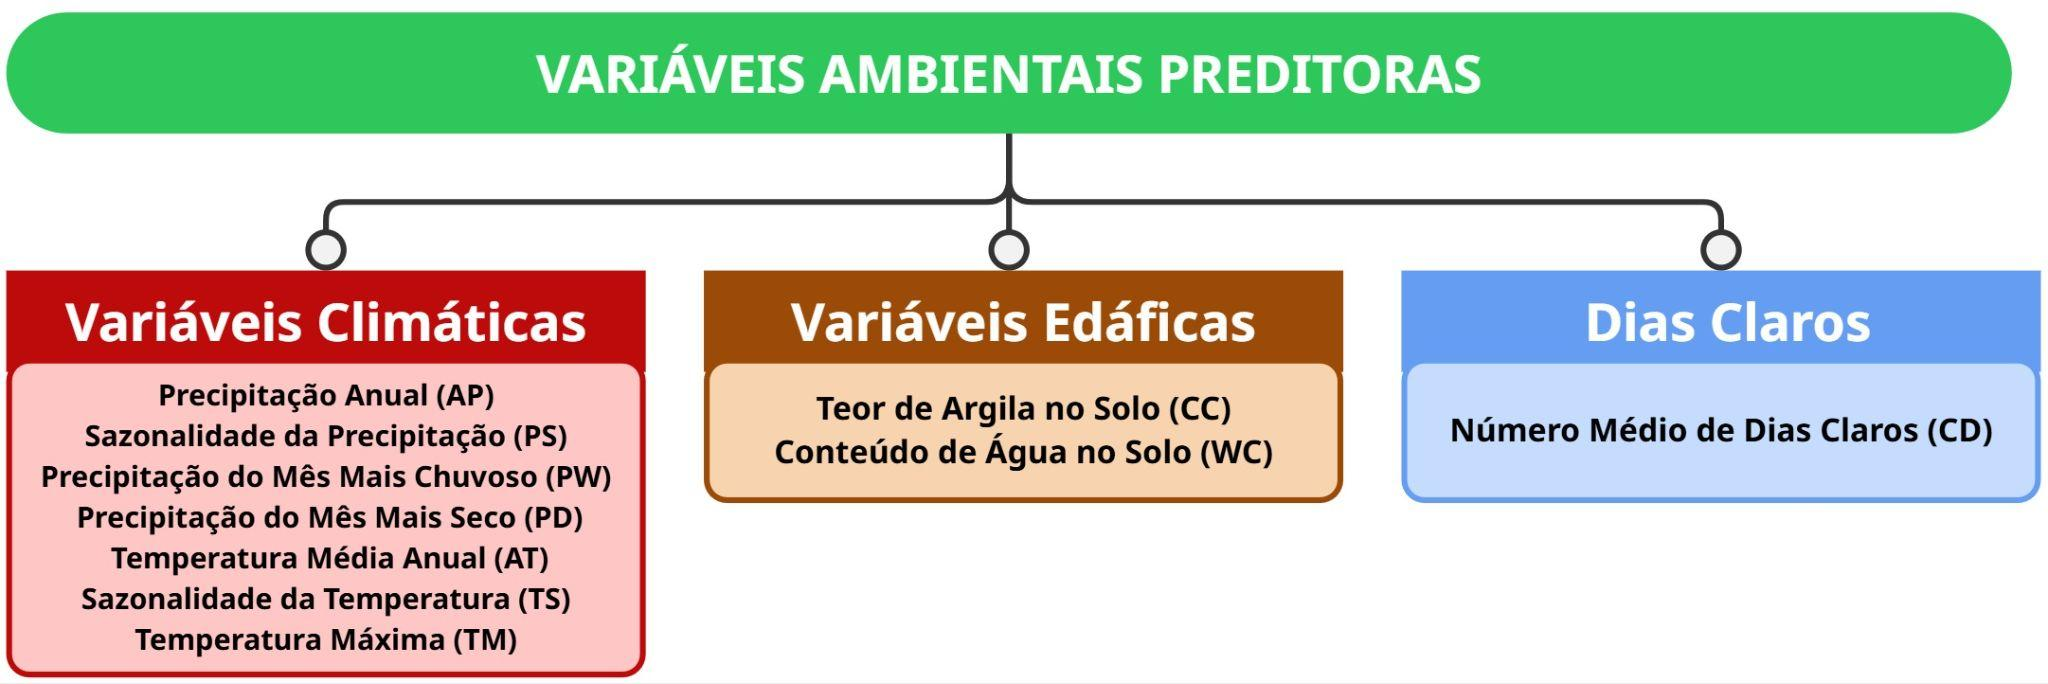 VARIÁVEIS AMBIENTAIS PREDITORAS
Variáveis Climáticas
Precipitação Anual (AP)
Sazonalidade da Precipitação (PS)
Precipitação do Mês Mais Chuvoso (PW)
Precipitação do Mês Mais Seco (PD)
Temperatura Média Anual (AT)
Sazonalidade da Temperatura (TS)
Temperatura Máxima (TM)
Variáveis Edáficas
Teor de Argila no Solo (CC)
Conteúdo de Água no Solo (WC)
Dias Claros
Número Médio de Dias Claros (CD)